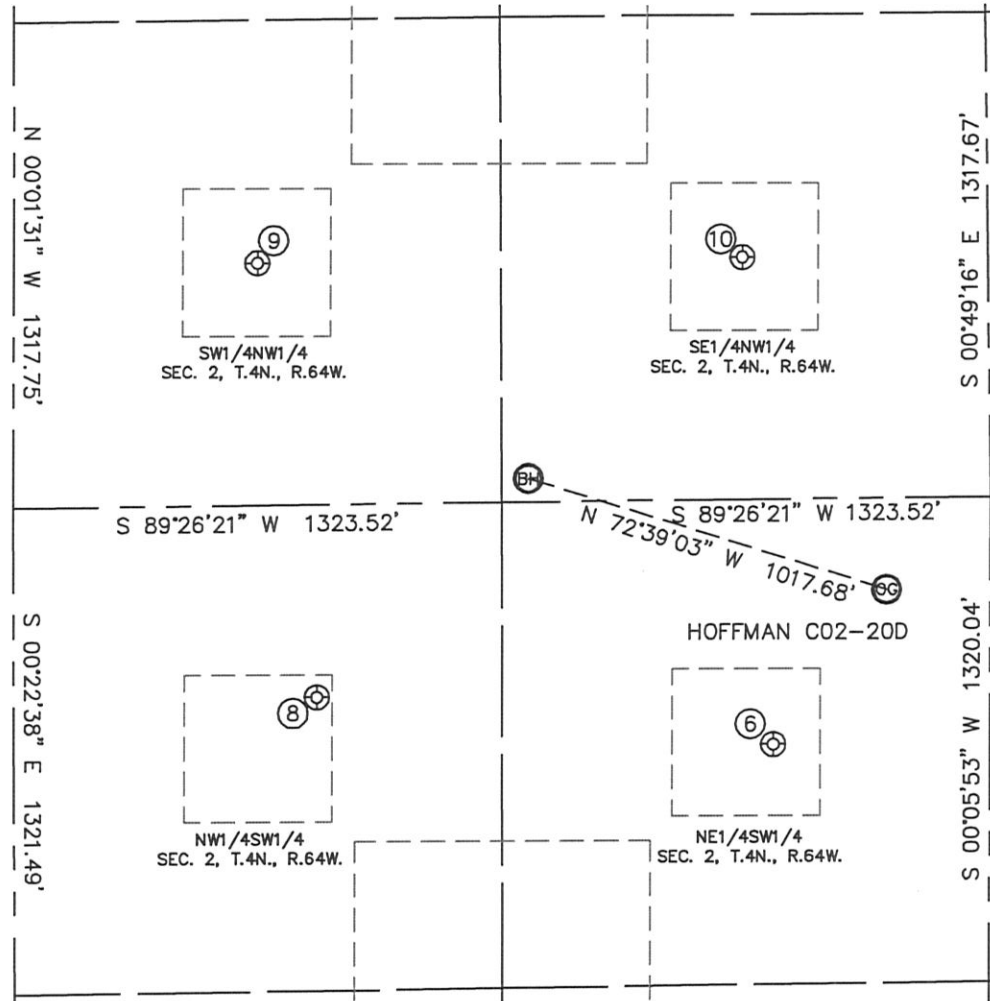 N 00°01'31" W 1317.75'
S 00°49'16" E 1317.67'
9
10
SW1/4NW1/4
SEC. 2, T.4N., R.64W.
SE1/4NW1/4
SEC. 2, T.4N., R.64W.
BH
S 89°26'21" W 1323.52'
S 89°26'21" W 1323.52'
N 72°39'03" W 1017.68'
OG
HOFFMAN C02-20D
S 00°22'38" E 1321.49'
S 00°05'53" W 1320.04'
8
6
NW1/4SW1/4
SEC. 2, T.4N., R.64W.
NE1/4SW1/4
SEC. 2, T.4N., R.64W.